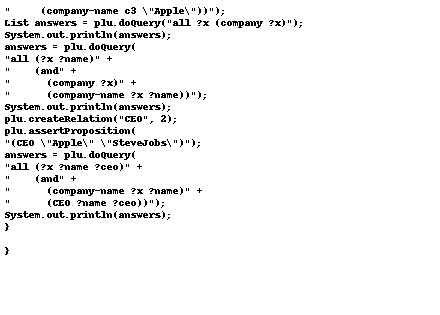 "     (company-name c3 \"Apple\"))");
List answers = plu.doQuery("all ?x (company ?x)");
System.out.println(answers);
answers = plu.doQuery(
"all (?x ?name)" +
"    (and" +
"      (company ?x)" +
"      (company-name ?x ?name))");
System.out.println(answers);
plu.createRelation("CEO", 2);
plu.assertProposition(
"(CEO \"Apple\" \"SteveJobs\")");
answers = plu.doQuery(
"all (?x ?name ?ceo)" +
"    (and" +
"      (company-name ?x ?name)" +
"      (CEO ?name ?ceo))");
System.out.println(answers);
}
}